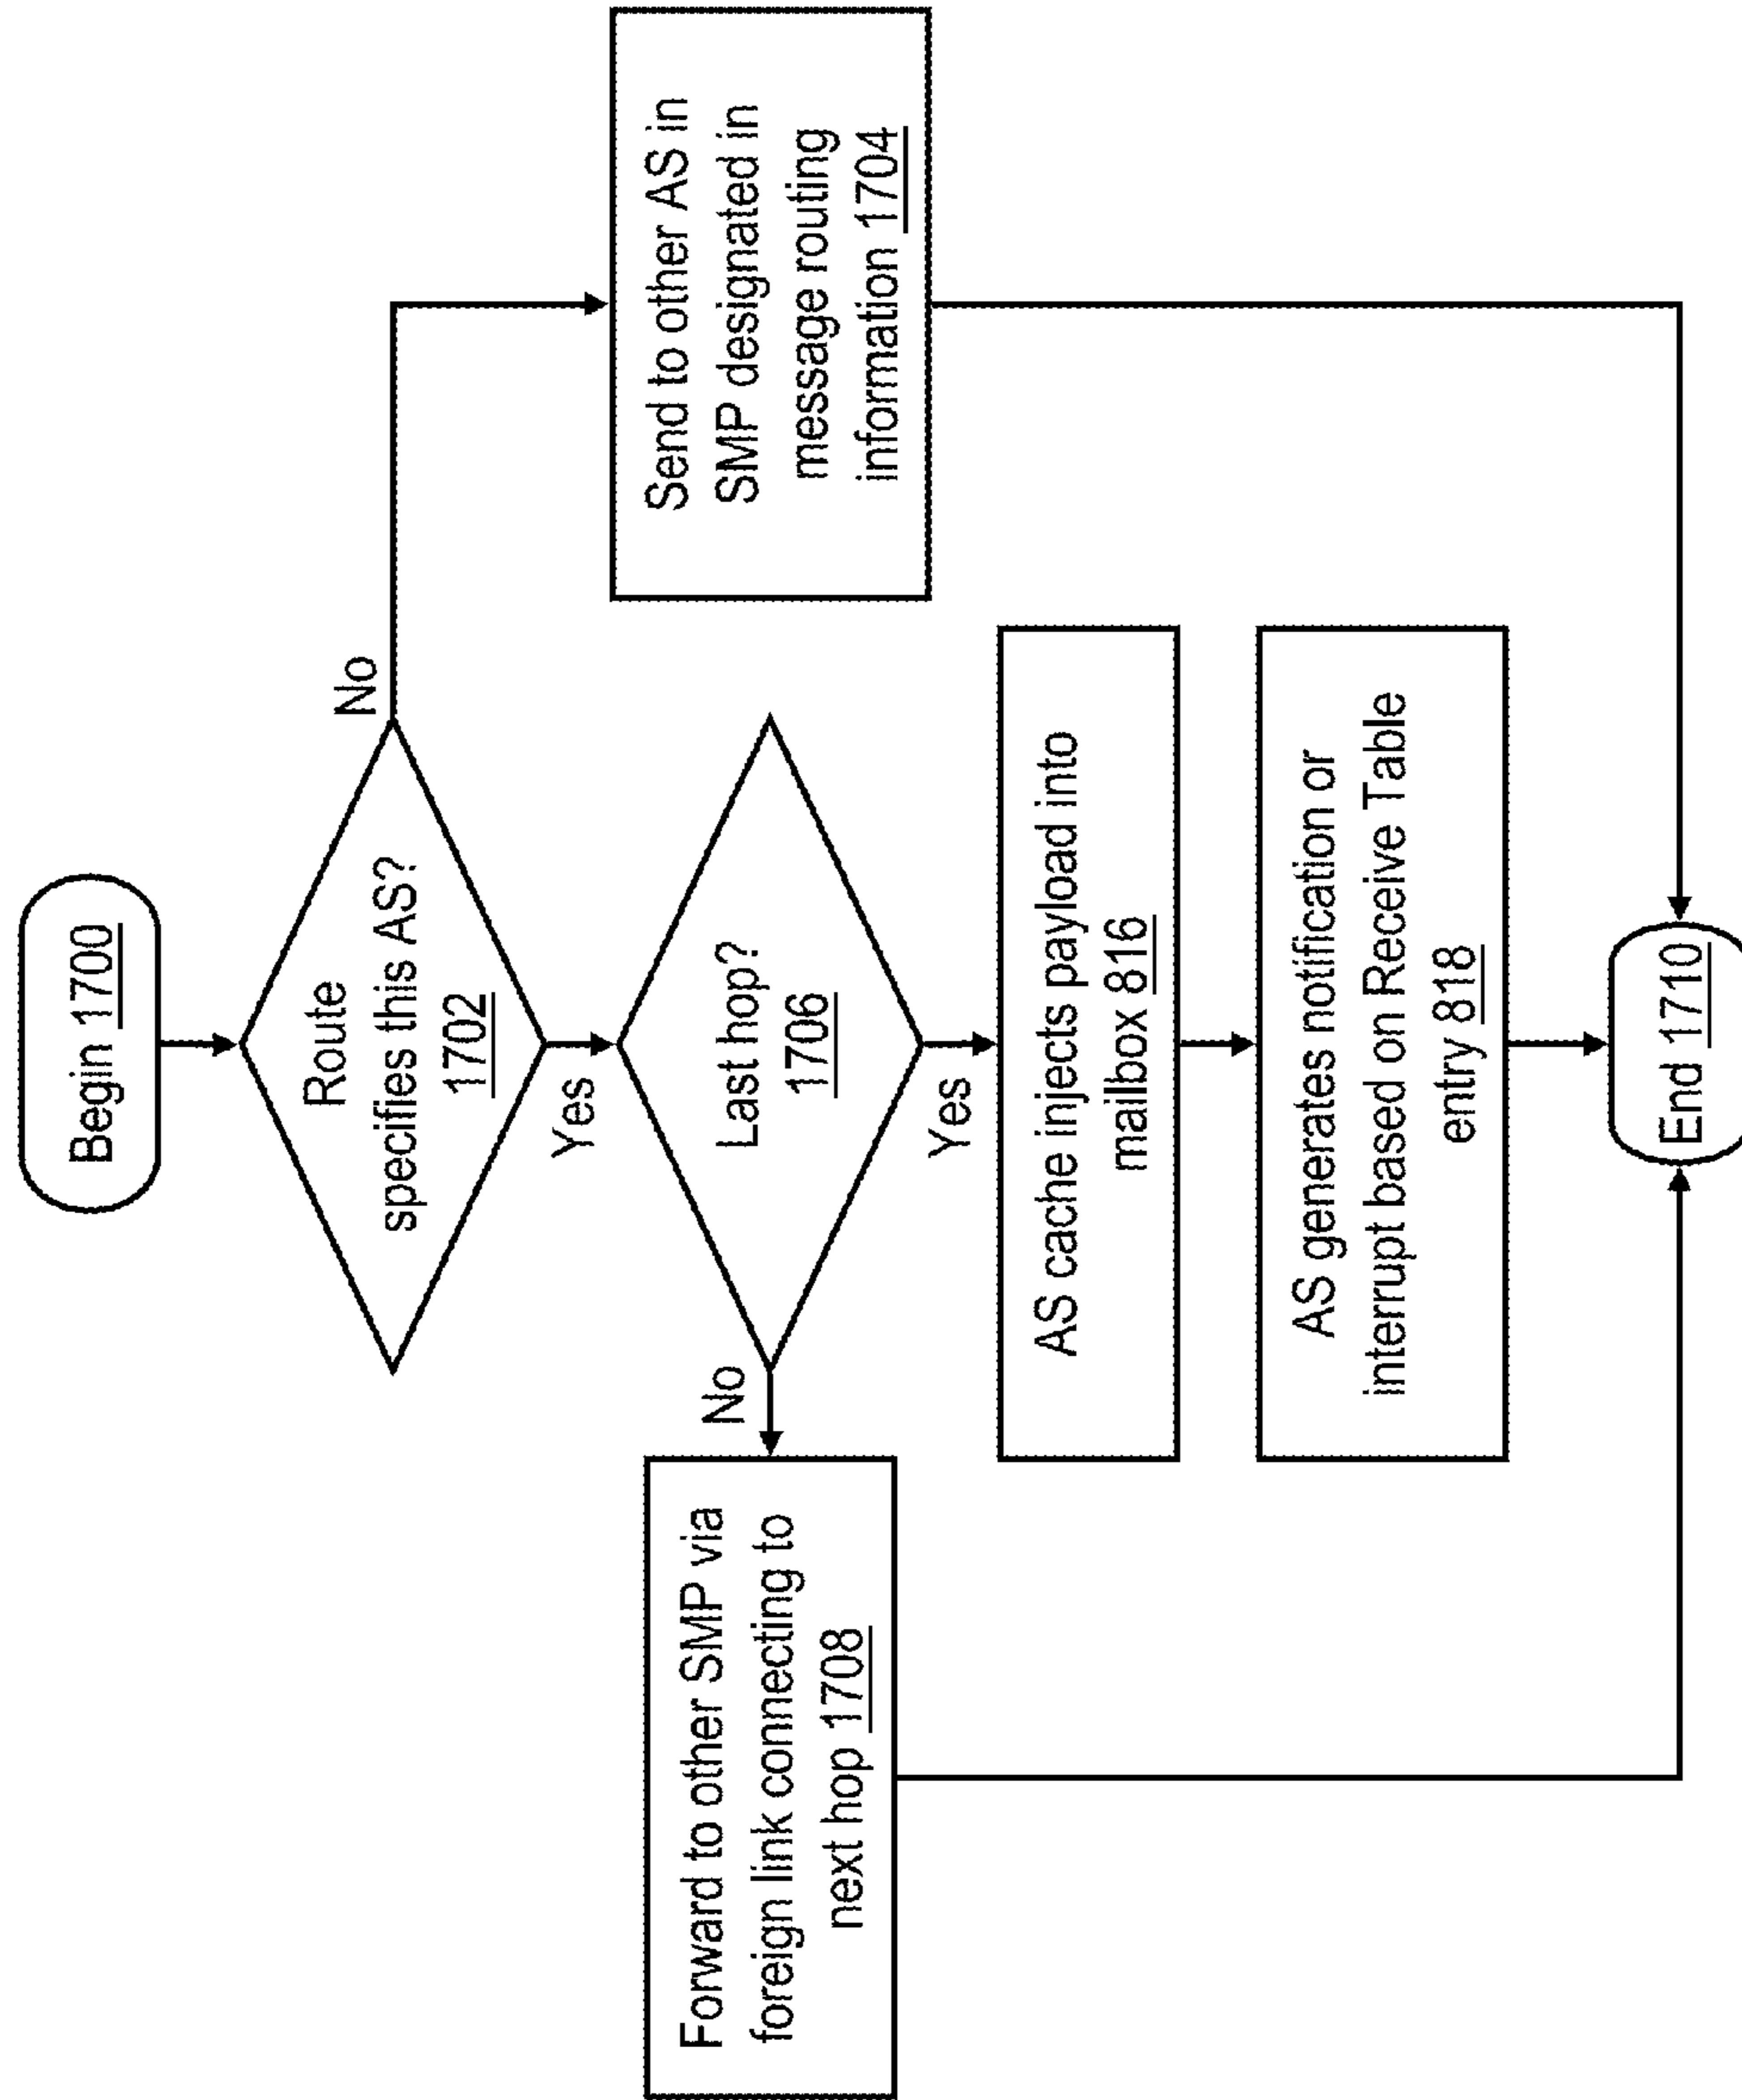 Begin 1700
Route
specifies this AS?
1702
No
Yes
Send to other AS in
SMP designated in
message routing
information 1704
Last hop?
1706
No
Yes
Forward to other SMP via
foreign link connecting to
next hop 1708
AS cache injects payload into
mailbox 816
AS generates notification or
interrupt based on Receive Table
entry 818
End 1710